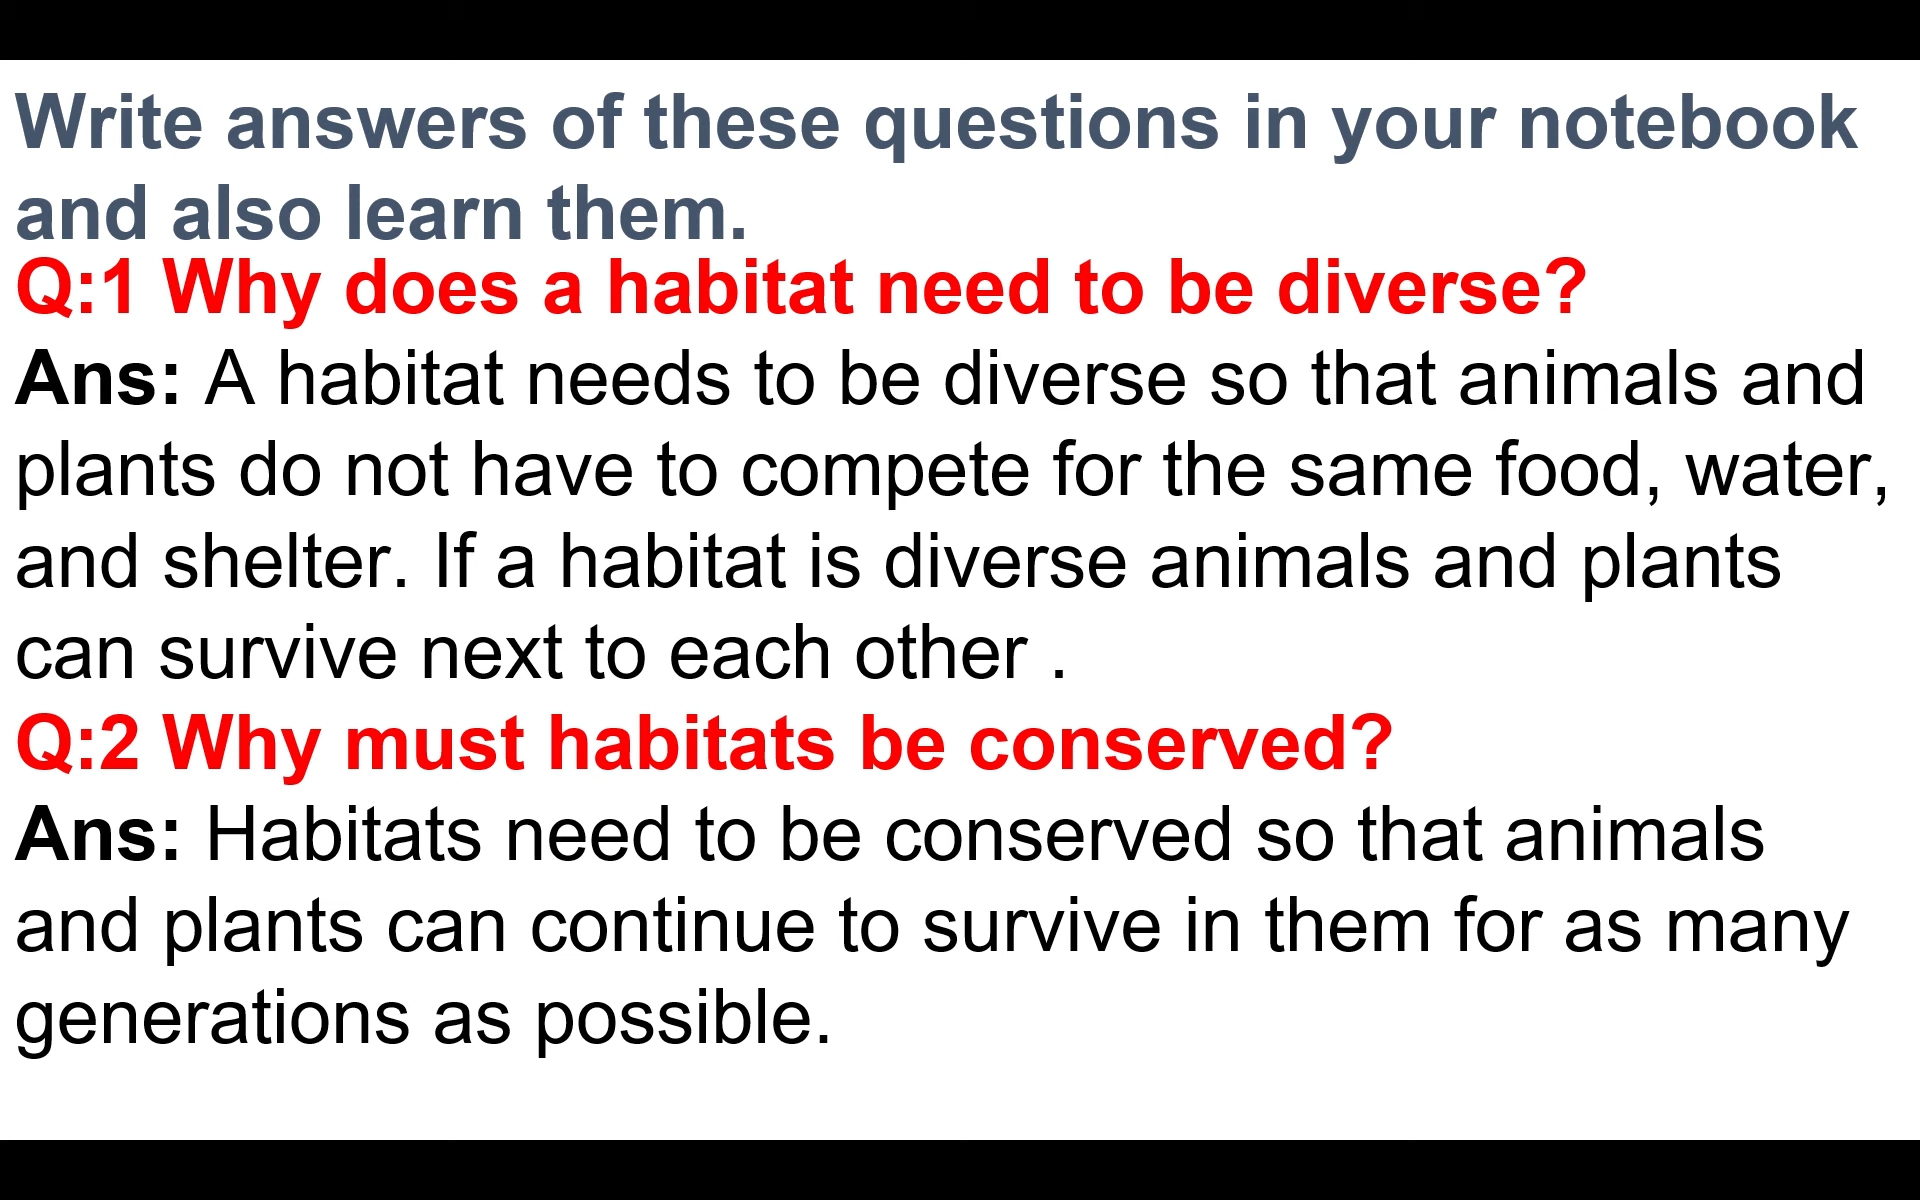 Write answers of these questions in your notebook
and also learn them.
Q:1 Why does a habitat need to be diverse?
Ans: A habitat needs to be diverse so that animals and
plants do not have to compete for the same food, water,
and shelter. If a habitat is diverse animals and plants
can survive next to each other .
Q:2 Why must habitats be conserved?
Ans: Habitats need to be conserved so that animals
and plants can continue to survive in them for as many
generations as possible.